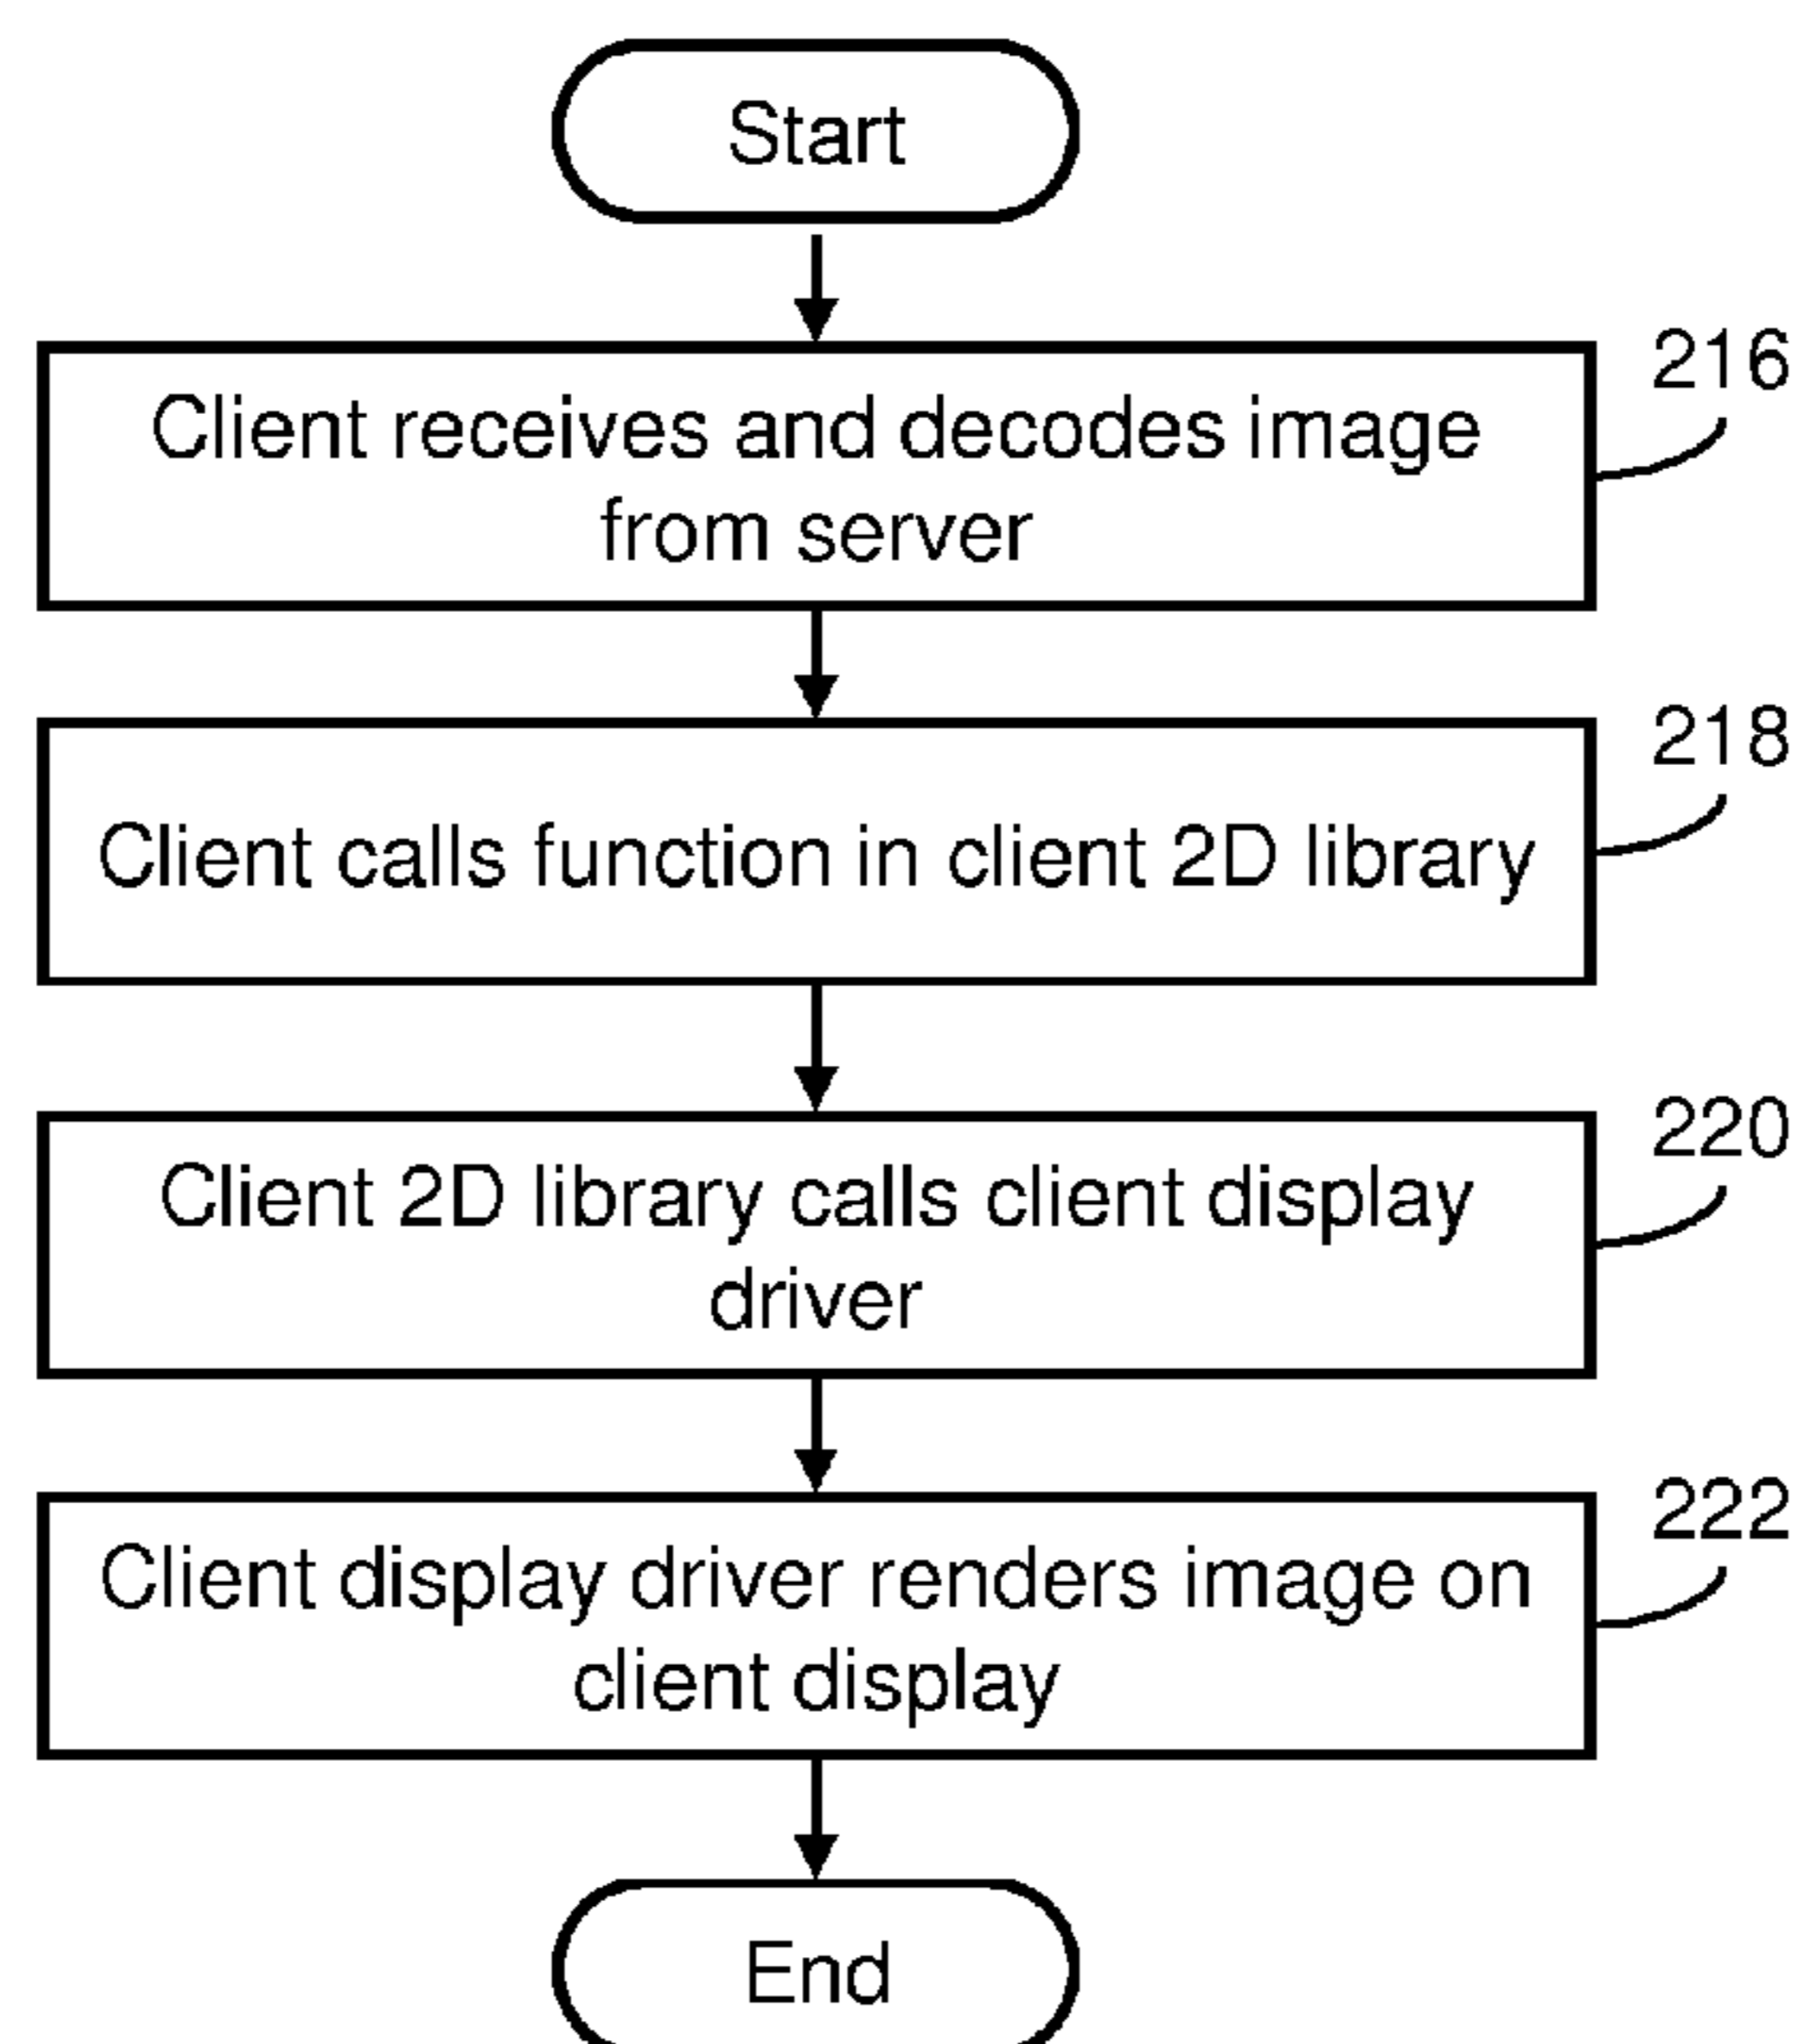 Start
216
Client receives and decodes image
from server
218
Client calls function in client 2D library
220
Client 2D library calls client display
driver
222
Client display driver renders image on
client display
End